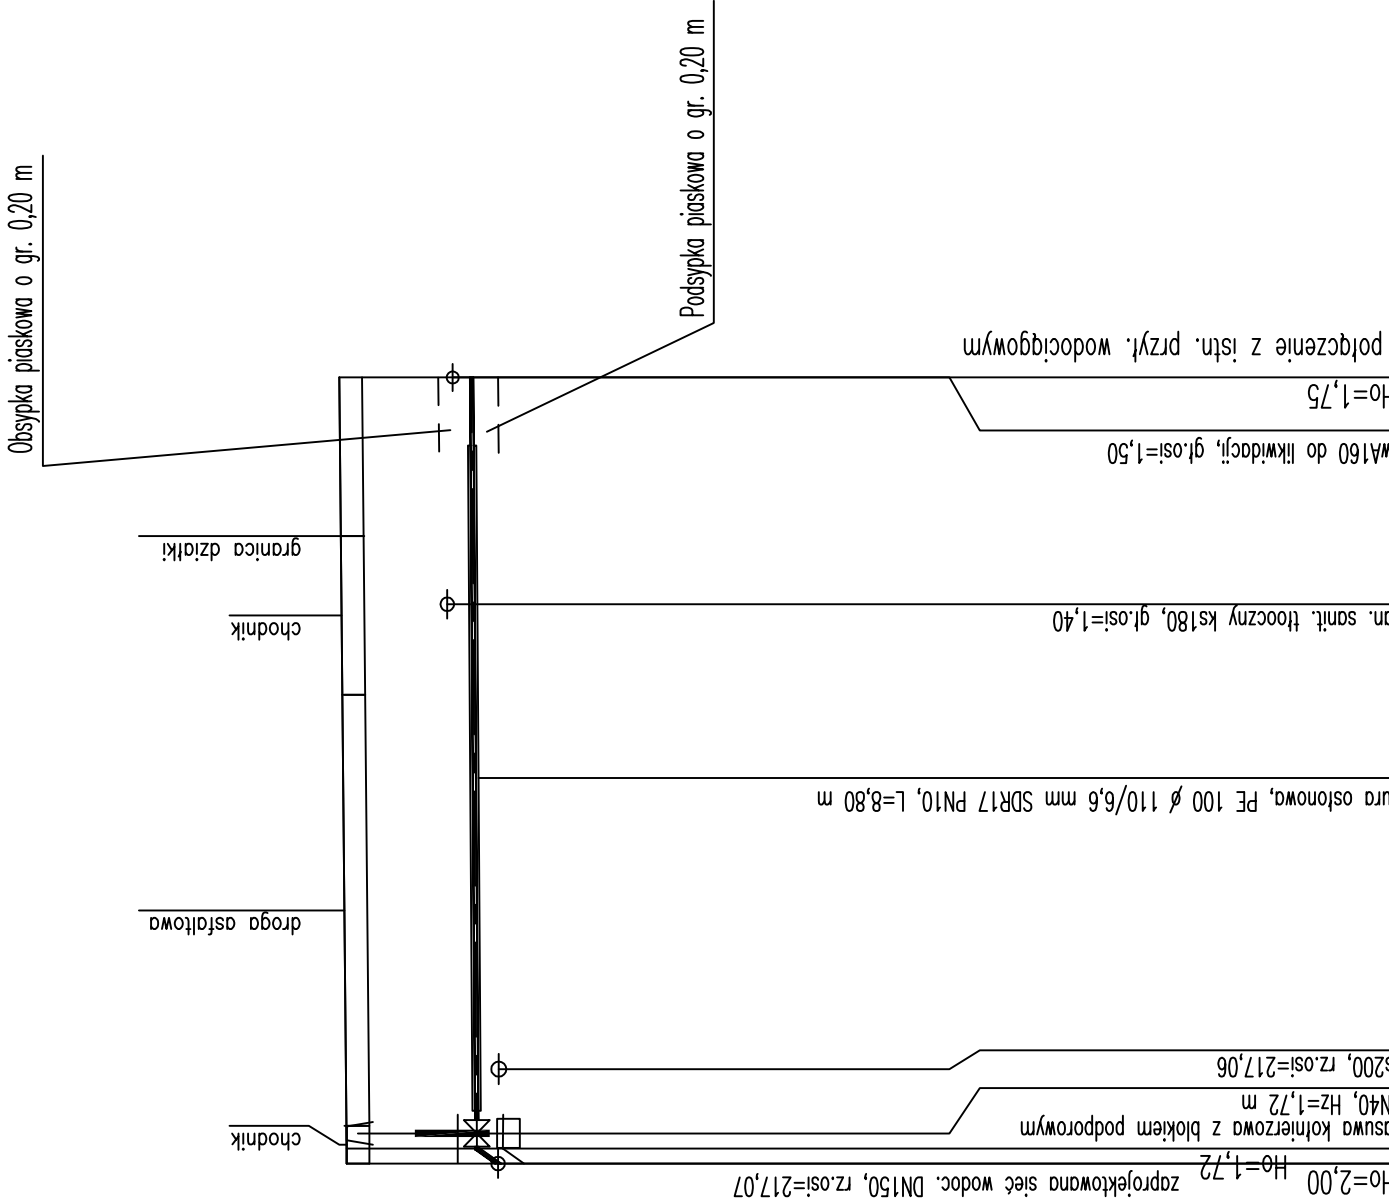 Obsypka piaskowa o gr. 0,20 m
Podsypka piaskowa o gr. 0,20 m
połączenie z istn. przył. wodociągowym
Ho=1,75
wA160 do likwidacji, gł.osi=1,50
granica działki
chodnik
sanit. tłooczny ks180, gł.osi=1,40
osłonowa, PE 100 ⌀ 110/6,6 mm SDR17 PN10, L=8,80 m
droga asfaltowa
rz.osi=217,06
Hz=1,72 m
kołnierzowa z blokiem podporowym
chodnik
Ho=1,72
Ho=2,00
zaprojektowana sieć wodoc. DN150, rz.osi=217,07